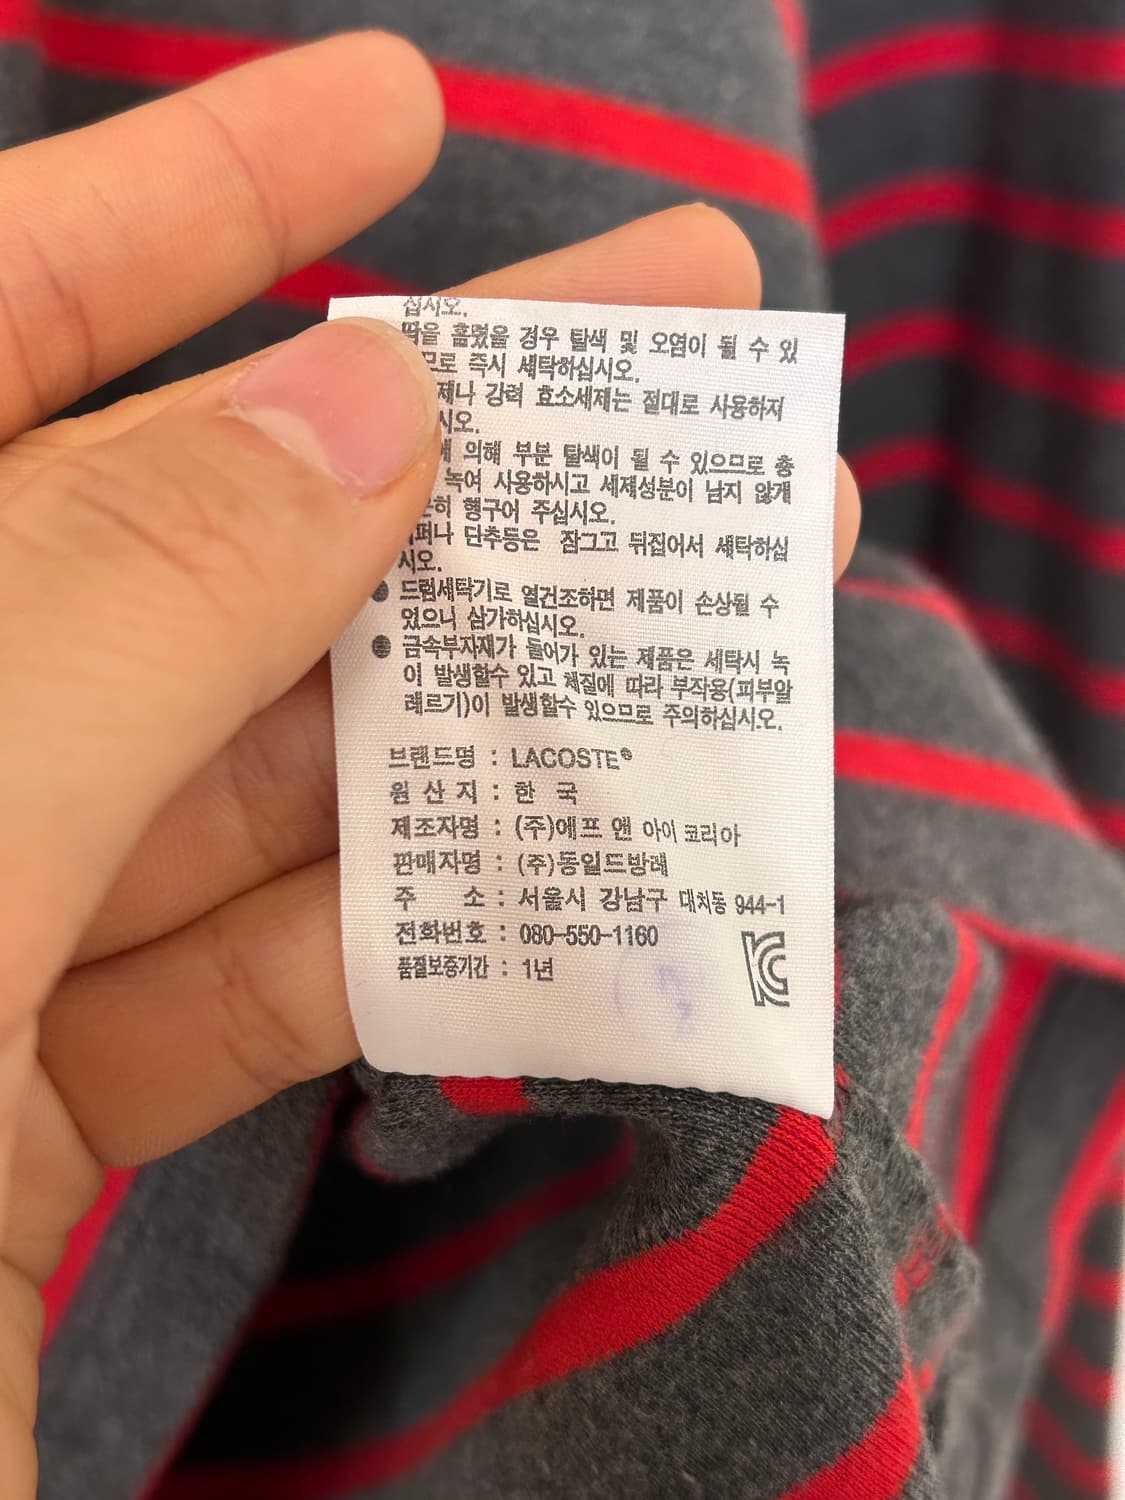 십시오.
땀을 흘렸을 경우 탈색 및 오염이 될 수 있
므로 즉시 세탁하십시오.
제나 강력 효소세제는 절대로 사용하지
시오.
에 의해 부분 탈색이 될 수 있으므로 충
녹여 사용하시고 세제성분이 남지 않개
히 행구어 주십시오.
퍼나 단추등은 잠그고 뒤집어서 세탁하십
시오.
● 드럼세탁기로 열건조하면 제품이 손상될 수
있으니 삼가하십시오.
● 금속부자재가 들어가 있는 제품은 세탁시 녹
이 발생할수 있고 체질에 따라 부작용(피부알
레르기)이 발생할수 있으므로 주의하십시오.
브랜드명 : LACOSTE®
원 산 지 : 한 국
제조자명 : (주)에프 앤 아이 코리아
판매자명 : (주)동일드방레
주 소 : 서울시 강남구 대치동 944-1
전화번호 : 080-550-1160
품질보증기간 : 1년